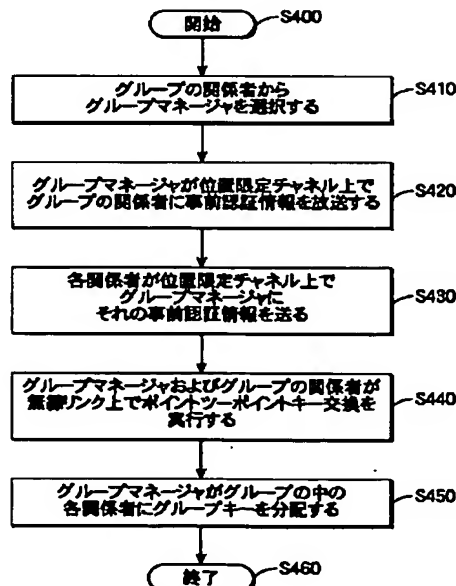 開始
S400
グループの関係者から
グループマネージャを選択する
S410
グループマネージャが位置限定チャネル上で
グループの関係者に事前認証情報を放送する
S420
各関係者が位置限定チャネル上で
グループマネージャに
それの事前認証情報を送る
S430
グループマネージャおよびグループの関係者が
無線リンク上でポイントツーポイントキー交換を
実行する
S440
グループマネージャがグループの中の
各関係者にグループキーを分配する
S450
終了
S460